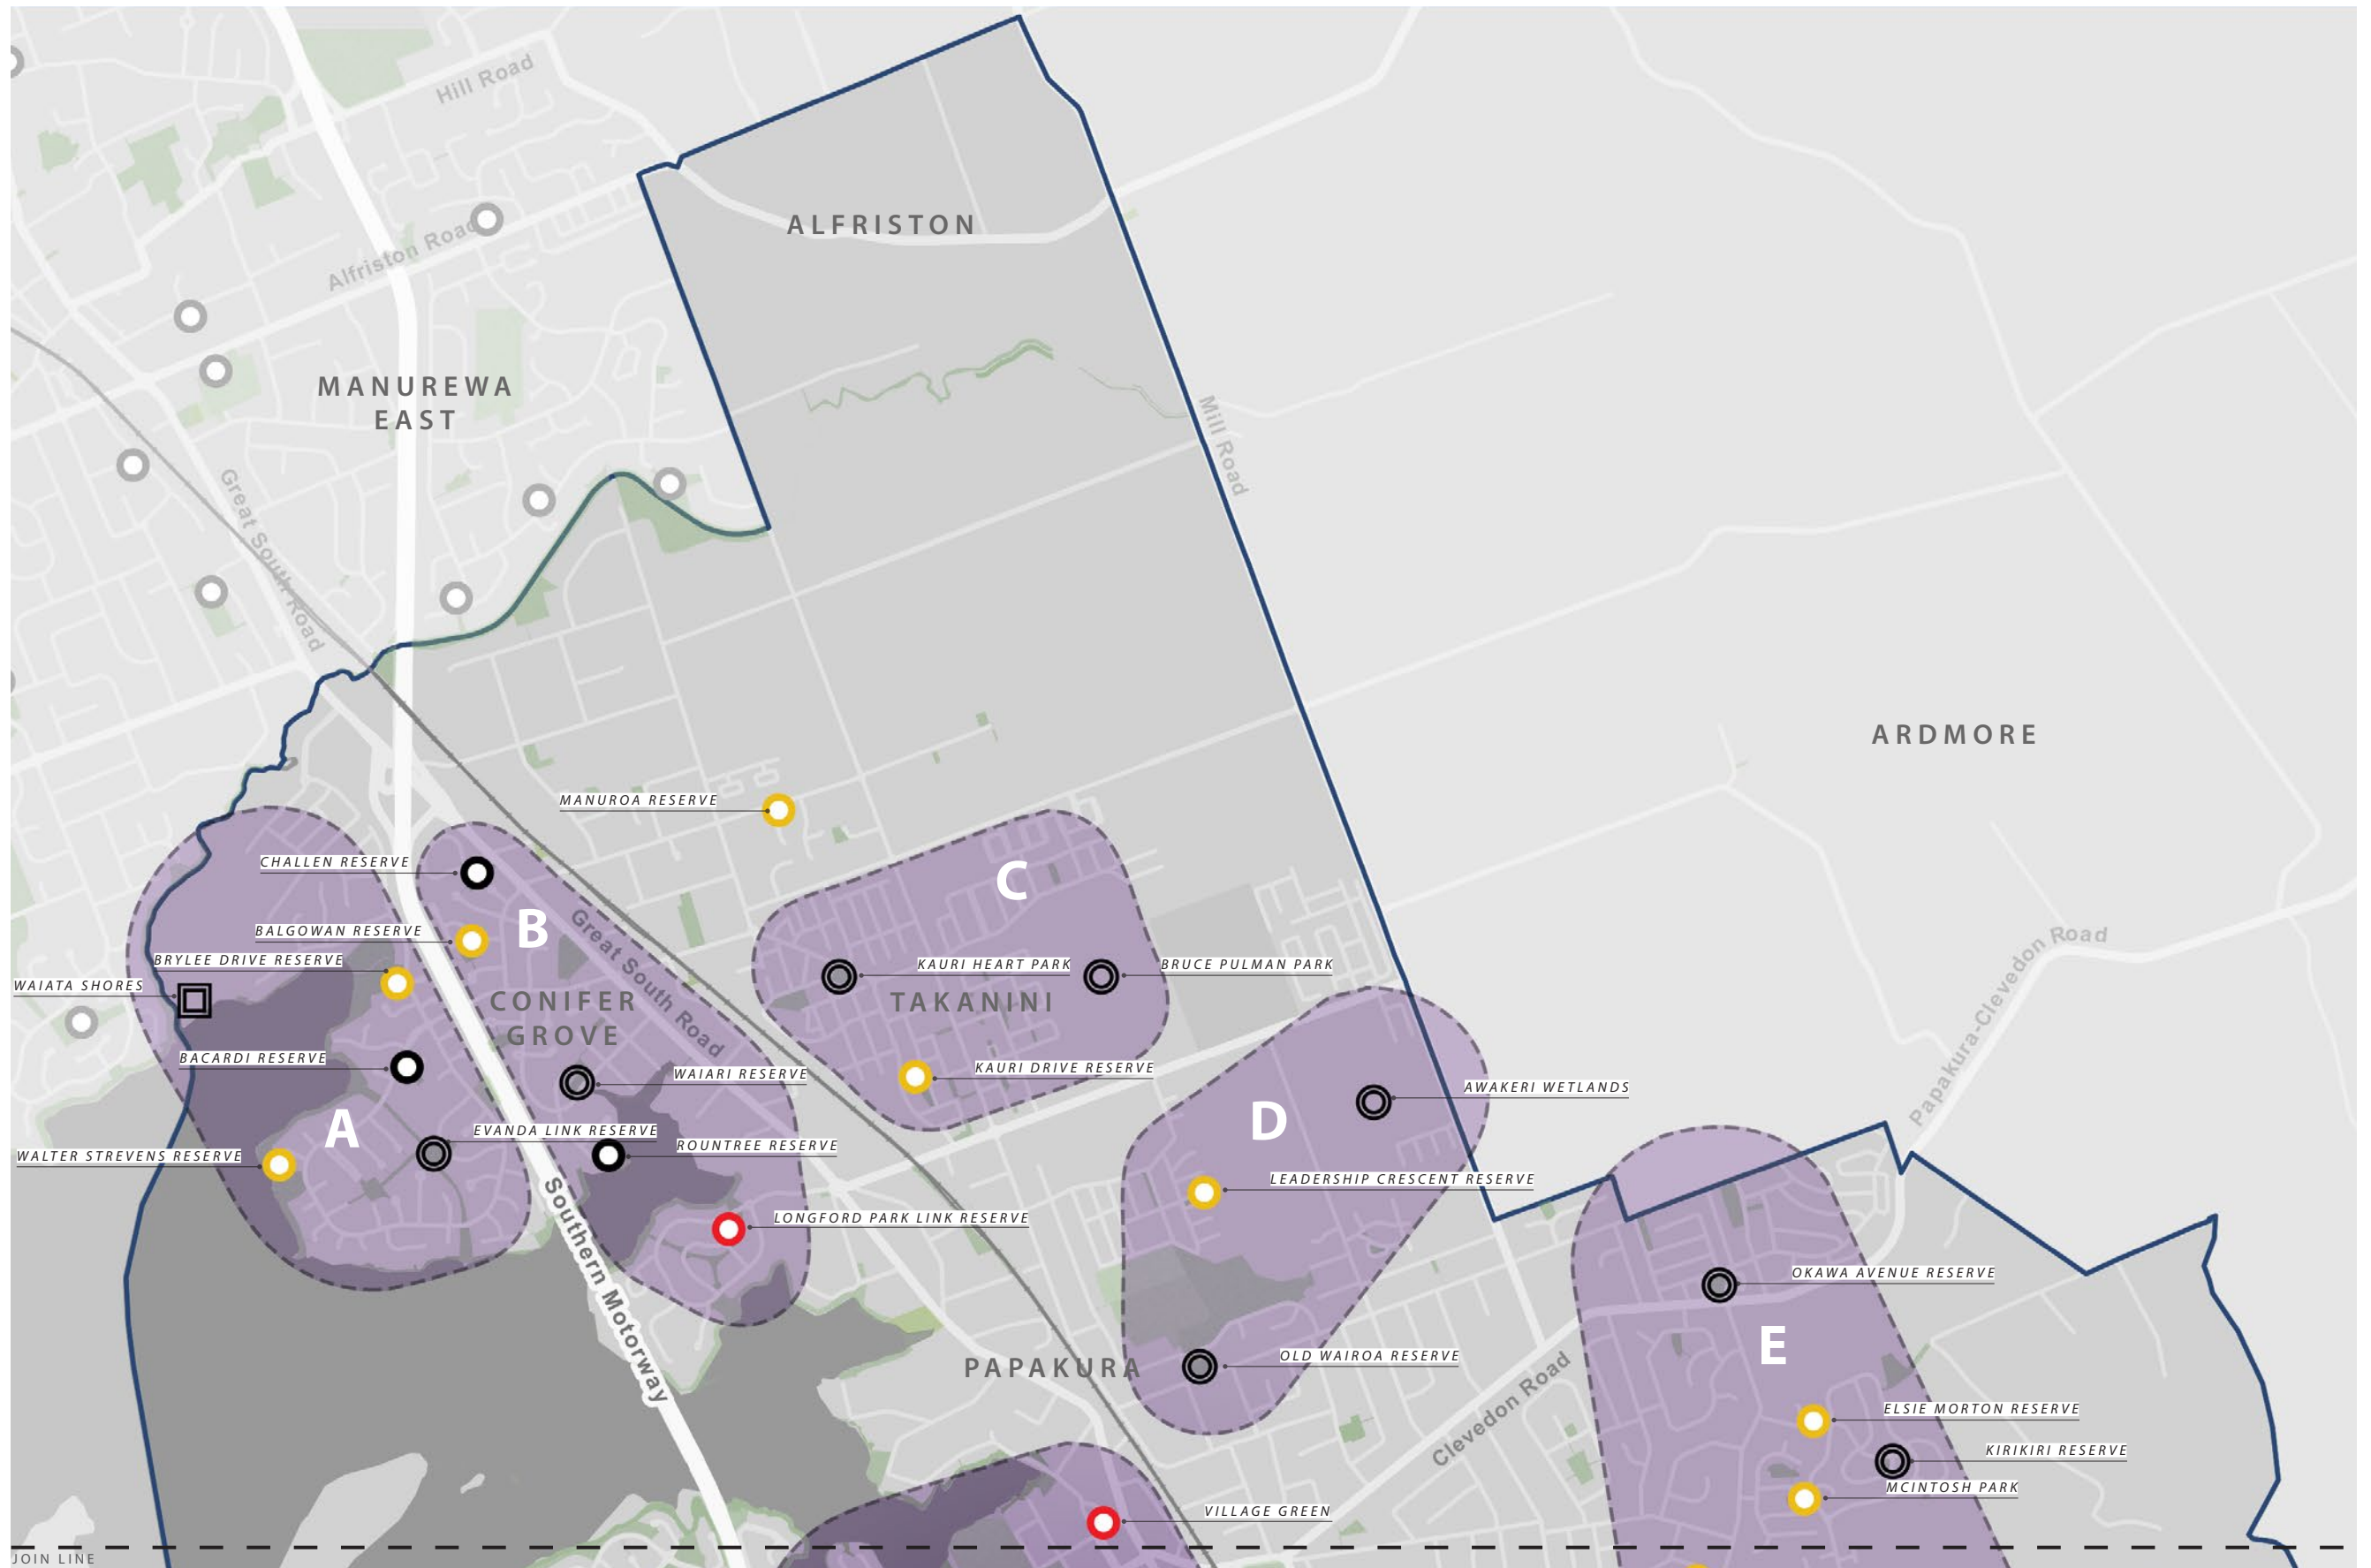 Hill Road
ALFRISTON
Alfriston Road
MANUREWA
EAST
Mill Road
Great South Road
ARDMORE
MANUROA RESERVE
CHALLEN RESERVE
C
B
Great South Road
BALGOWAN RESERVE
Papakura-Clevedon Road
BRYLEE DRIVE RESERVE
KAURI HEART PARK
BRUCE PULMAN PARK
WAIATA SHORES
CONIFER
GROVE
TAKANINI
BACARDI RESERVE
WAIARI RESERVE
KAURI DRIVE RESERVE
AWAKERI WETLANDS
A
D
EVANDA LINK RESERVE
ROUNTREE RESERVE
WALTER STREVENS RESERVE
LEADERSHIP CRESCENT RESERVE
Southern Motorway
LONGFORD PARK LINK RESERVE
OKAWA AVENUE RESERVE
E
PAPAKURA
OLD WAIROA RESERVE
Clevedon Road
ELSIE MORTON RESERVE
KIRIKIRI RESERVE
MCINTOSH PARK
VILLAGE GREEN
JOIN LINE